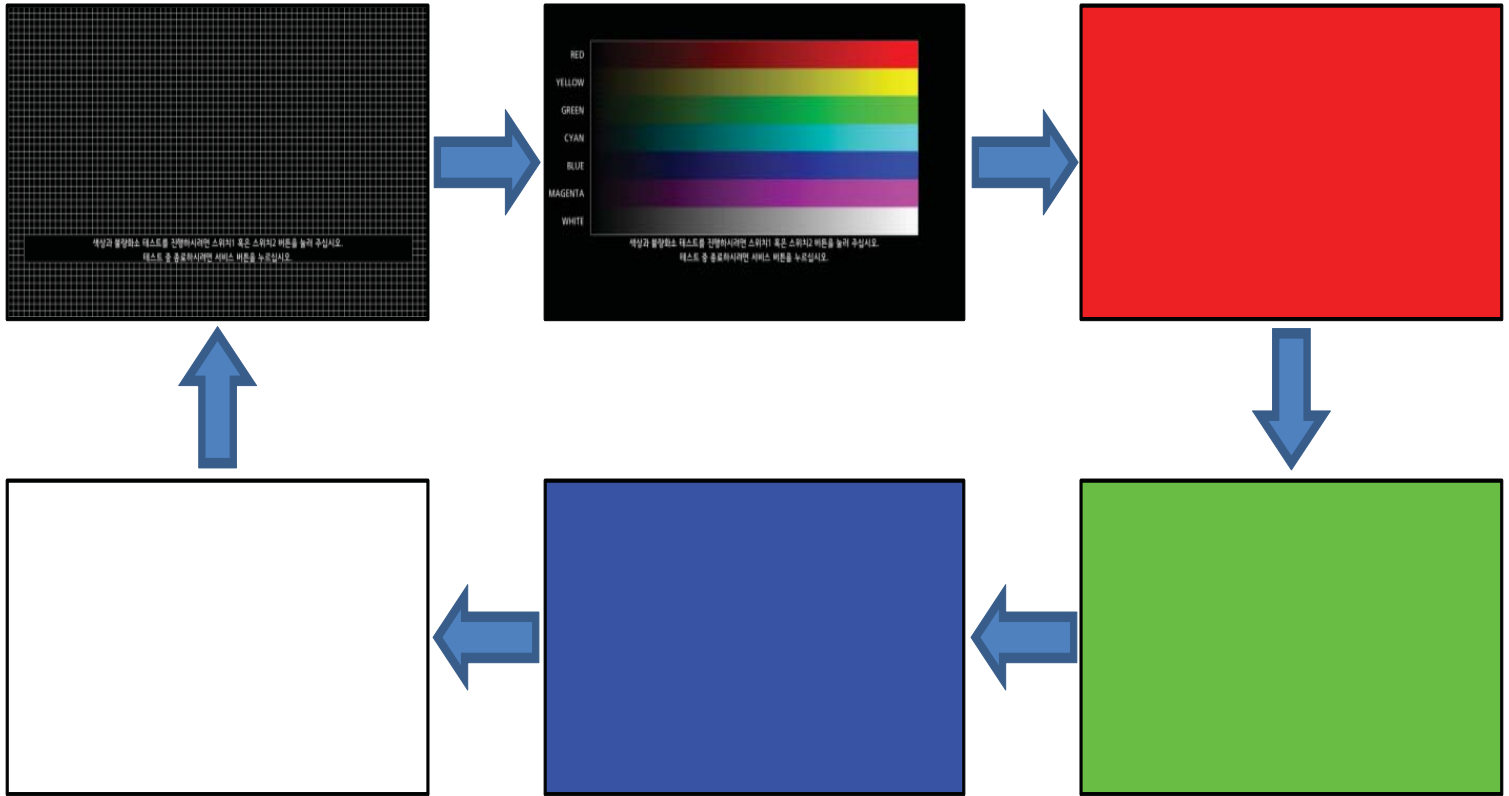 색상과 불량화소 테스트를 진행하시려면 스위치1 혹은 스위치2 버튼을 눌러 주십시오.
테스트 중 종료하시려면 서비스 버튼을 누르십시오.
RED
YELLOW
GREEN
CYAN
BLUE
MAGENTA
WHITE
색상과 불량화소 테스트를 진행하시려면 스위치1 혹은 스위치2 버튼을 눌러 주십시오.
테스트 중 종료하시려면 서비스 버튼을 누르십시오.